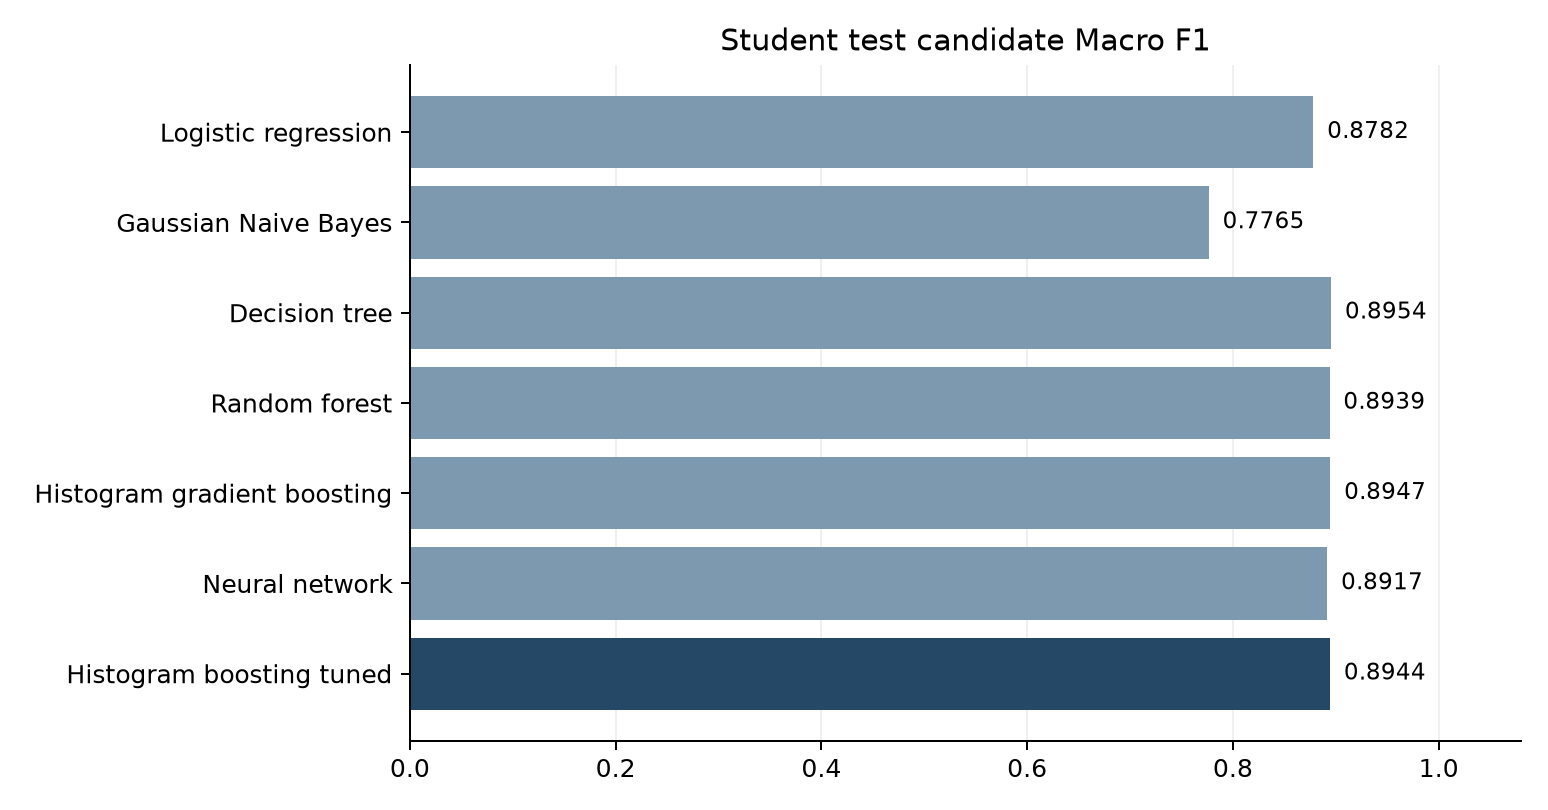 Student test candidate Macro F1
Logistic regression 0.8782
Gaussian Naive Bayes 0.7765
Decision tree 0.8954
Random forest 0.8939
Histogram gradient boosting 0.8947
Neural network 0.8917
Histogram boosting tuned 0.8944
0.0 0.2 0.4 0.6 0.8 1.0